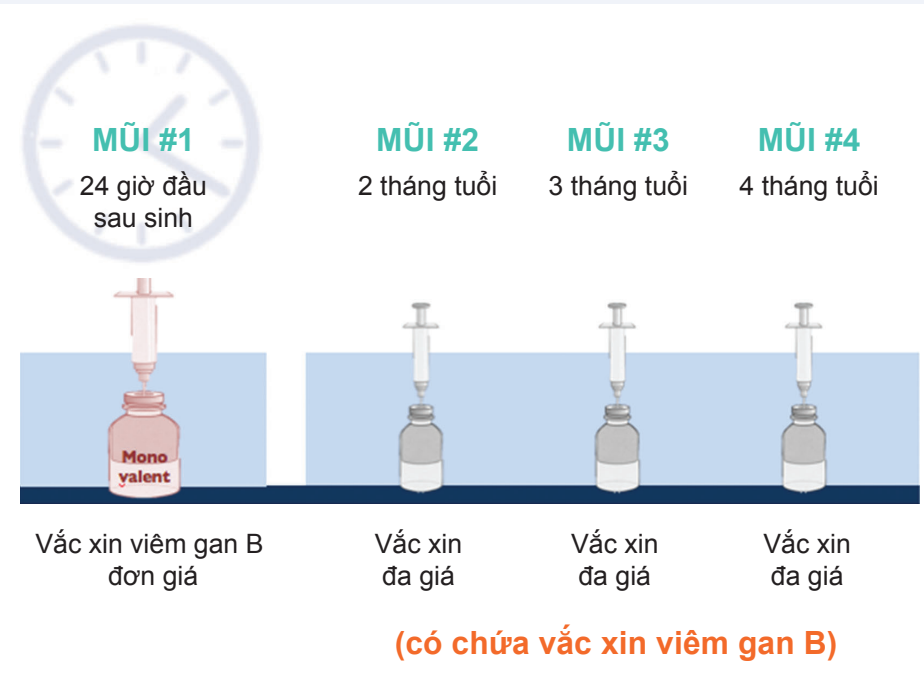 MŨI #1
24 giờ đầu
sau sinh
MŨI #2
2 tháng tuổi
MŨI #3
3 tháng tuổi
MŨI #4
4 tháng tuổi
Mono
valent
Vắc xin viêm gan B
đơn giá
Vắc xin
đa giá
Vắc xin
đa giá
Vắc xin
đa giá
(có chứa vắc xin viêm gan B)